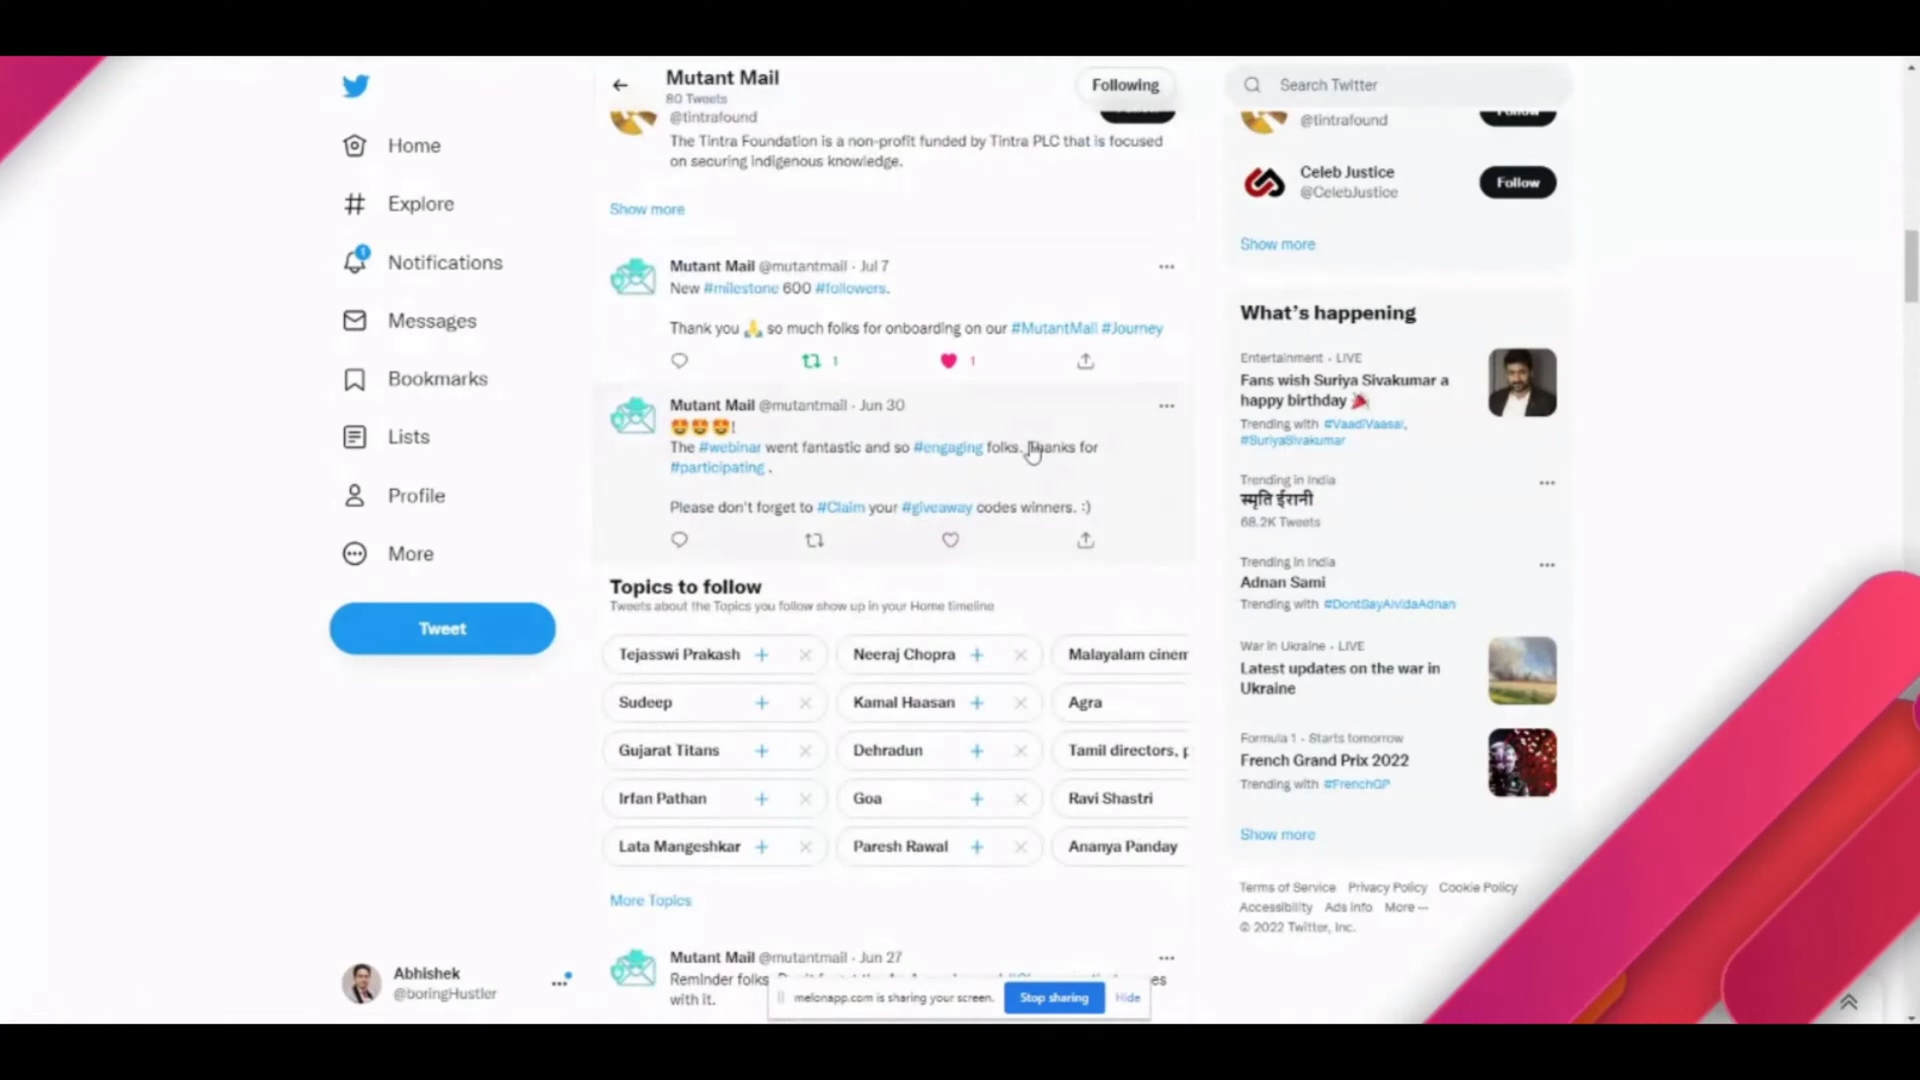 Home
Explore
1
Notifications
Messages
Bookmarks
Lists
Profile
More
Tweet
Abhishek
@boringHustler
Mutant Mail
80 Tweets
Following
@tintrafound
The Tintra Foundation is a non-profit funded by Tintra PLC that is focused
on securing indigenous knowledge.
Show more
Mutant Mail @mutantmail · Jul 7
New #milestone 600 #followers.
Thank you 🙏 so much folks for onboarding on our #MutantMail #Journey
1
1
Mutant Mail @mutantmail · Jun 30
🤩🤩🤩!
The #webinar went fantastic and so #engaging folks. Thanks for
#participating .
Please don't forget to #Claim your #giveaway codes winners. :)
Topics to follow
Tweets about the Topics you follow show up in your Home timeline
Tejasswi Prakash
Neeraj Chopra
Malayalam cinem
Sudeep
Kamal Haasan
Agra
Gujarat Titans
Dehradun
Tamil directors, p
Irfan Pathan
Goa
Ravi Shastri
Lata Mangeshkar
Paresh Rawal
Ananya Panday
More Topics
Mutant Mail @mutantmail · Jun 27
Reminder folks
es
with it.
melonapp.com is sharing your screen.
Stop sharing
Hide
Search Twitter
@tintrafound
Follow
Celeb Justice
@CelebJustice
Follow
Show more
What's happening
Entertainment · LIVE
Fans wish Suriya Sivakumar a
happy birthday 🎉
Trending with #VaadiVaasal,
#SuriyaSivakumar
Trending in India
स्मृति ईरानी
68.2K Tweets
Trending in India
Adnan Sami
Trending with #DontSayAlvidaAdnan
War in Ukraine · LIVE
Latest updates on the war in
Ukraine
Formula 1 · Starts tomorrow
French Grand Prix 2022
Trending with #FrenchGP
Show more
Terms of Service Privacy Policy Cookie Policy
Accessibility Ads info More ···
© 2022 Twitter, Inc.